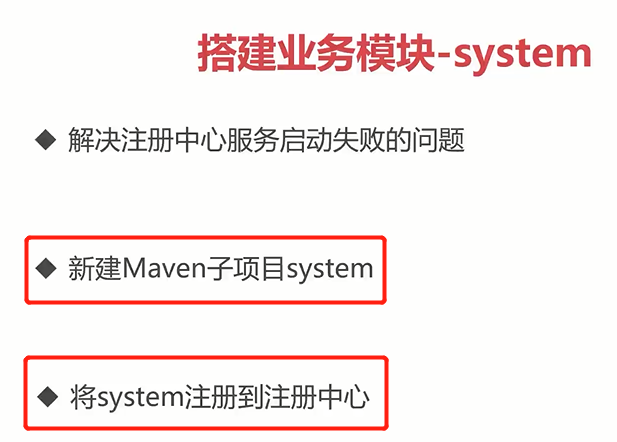 搭建业务模块-system
◆ 解决注册中心服务启动失败的问题
◆ 新建Maven子项目system
◆ 将system注册到注册中心